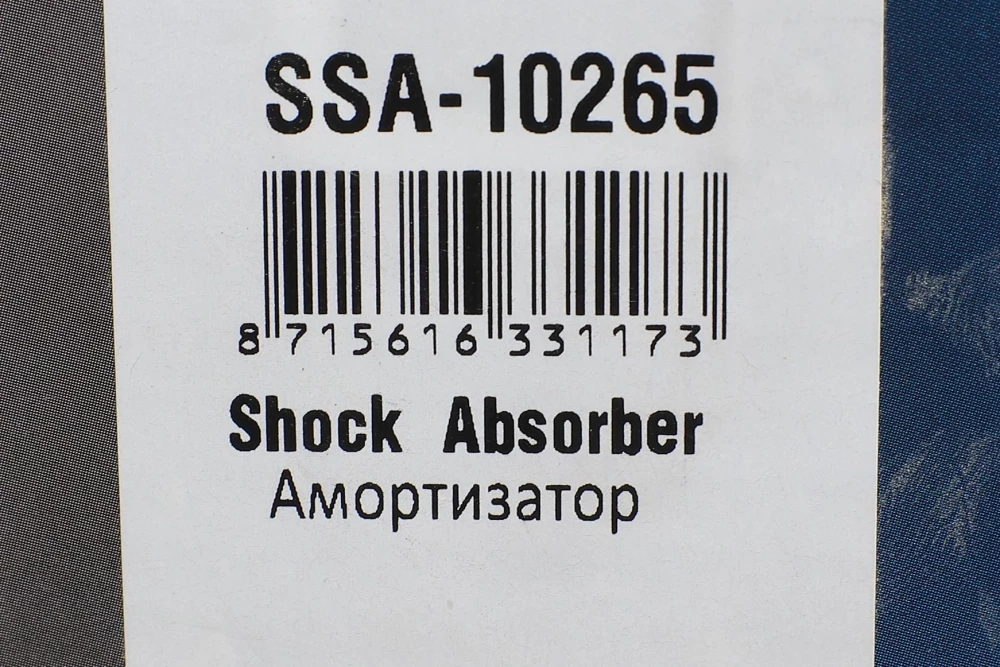 SSA-10265
8 715616 331173
Shock Absorber
Амортизатор